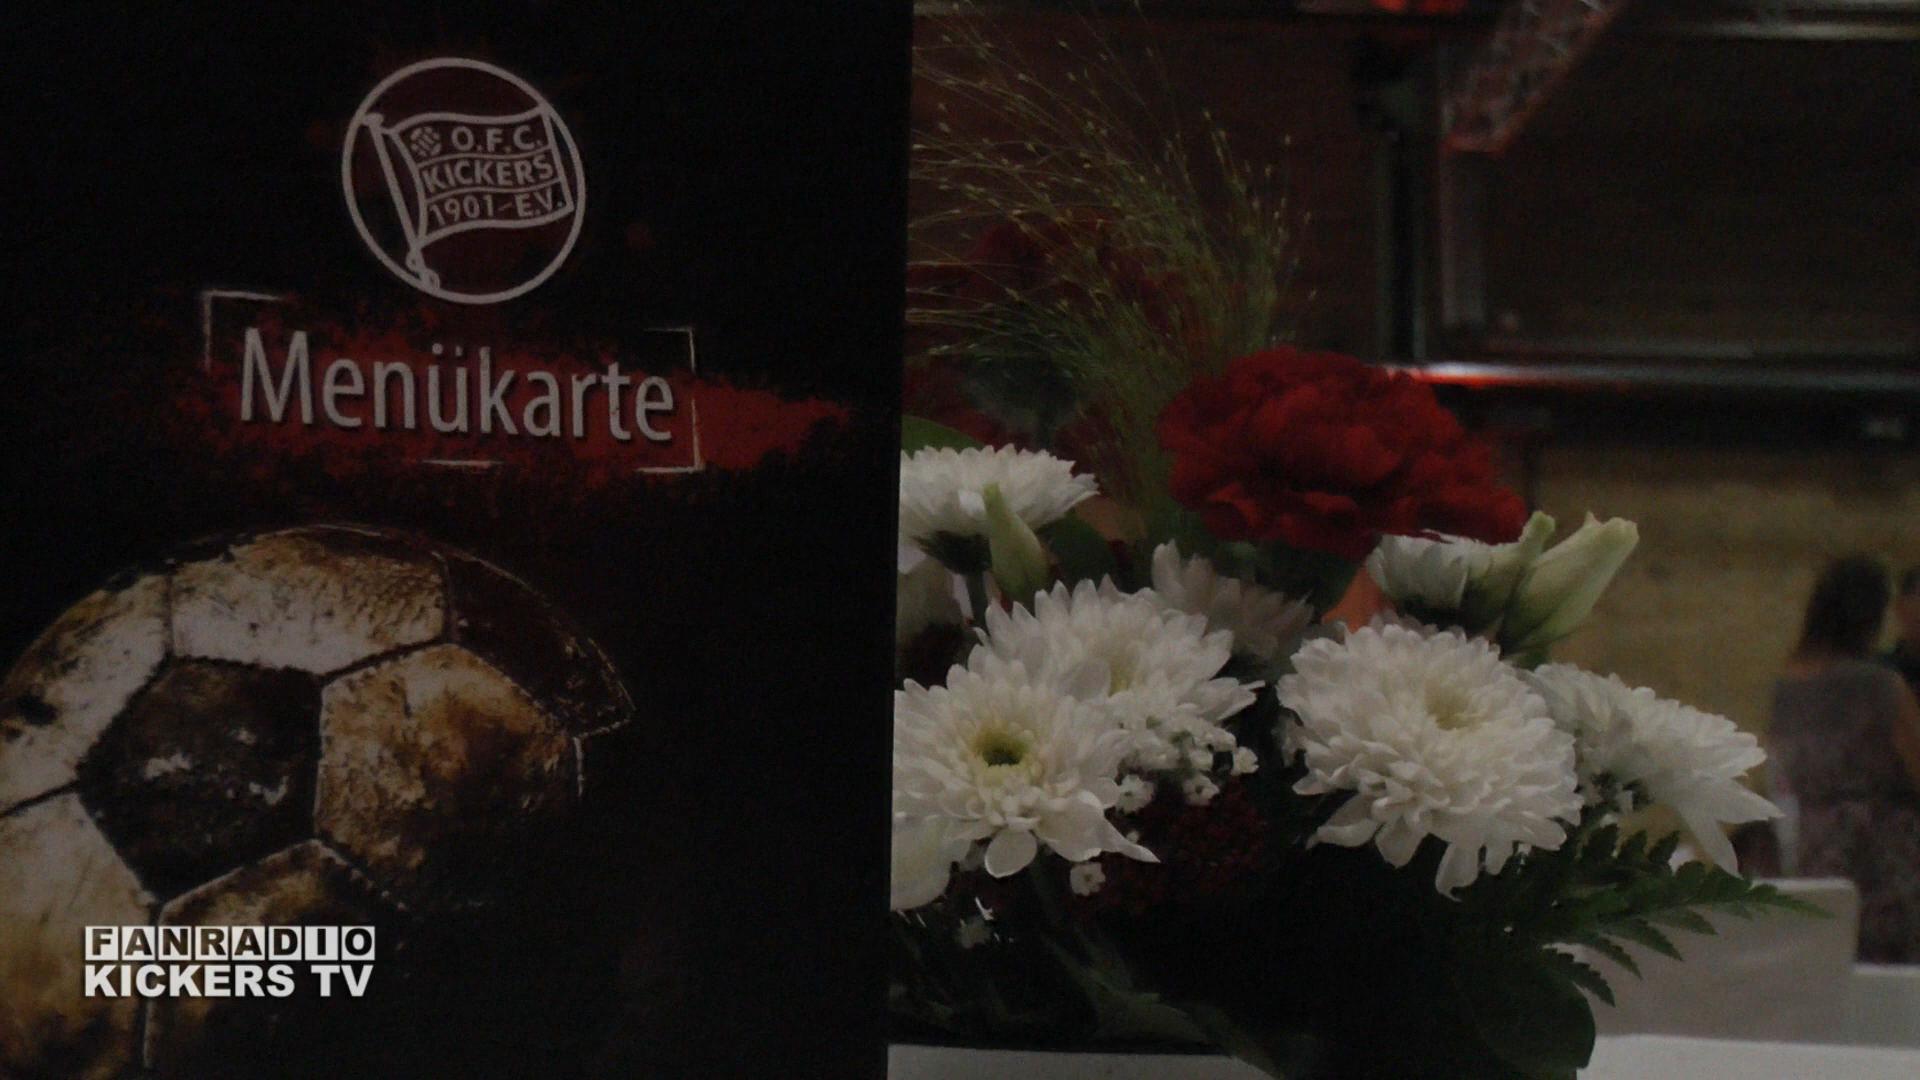 O.F.C.
KICKERS
1901 E.V.
Menükarte
FANRADIO
KICKERS TV